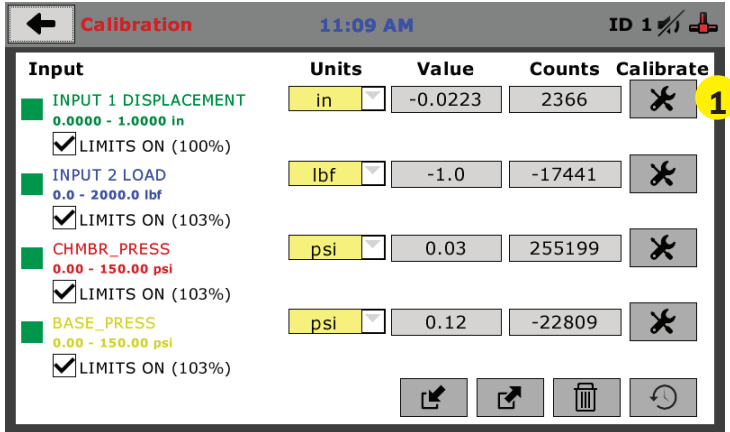 Calibration 11:09 AM ID 1
Input Units Value Counts Calibrate
INPUT 1 DISPLACEMENT in -0.0223 2366 1
0.0000 - 1.0000 in
LIMITS ON (100%)
INPUT 2 LOAD lbf -1.0 -17441
0.0 - 2000.0 lbf
LIMITS ON (103%)
CHMBR_PRESS psi 0.03 255199
0.00 - 150.00 psi
LIMITS ON (103%)
BASE_PRESS psi 0.12 -22809
0.00 - 150.00 psi
LIMITS ON (103%)